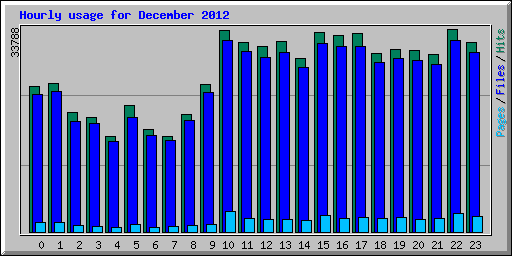 Hourly usage for December 2012
33788
Pages / Files / Hits
0 1 2 3 4 5 6 7 8 9 10 11 12 13 14 15 16 17 18 19 20 21 22 23